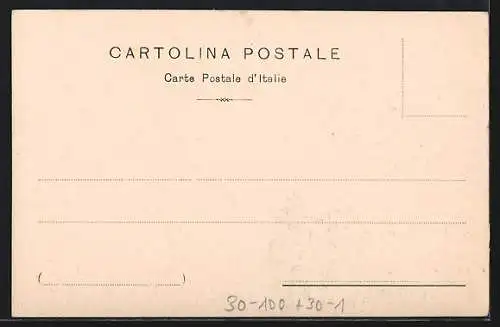 CARTOLINA POSTALE
Carte Postale d'Italie
(      )
30-100 +30-1